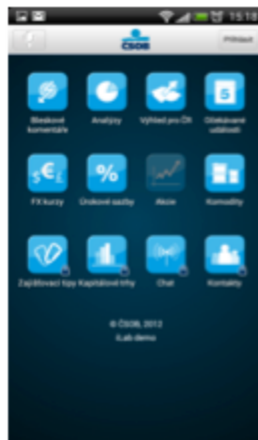 15:18
ČSOB
Přihlásit
Bleskové komentáře
Analýzy
Výhled pro ČR
Očekávané události
FX kurzy
Úrokové sazby
Akcie
Komodity
Zajišťovací tipy
Kapitálové trhy
Chat
Kontakty
© ČSOB, 2012
iLab demo